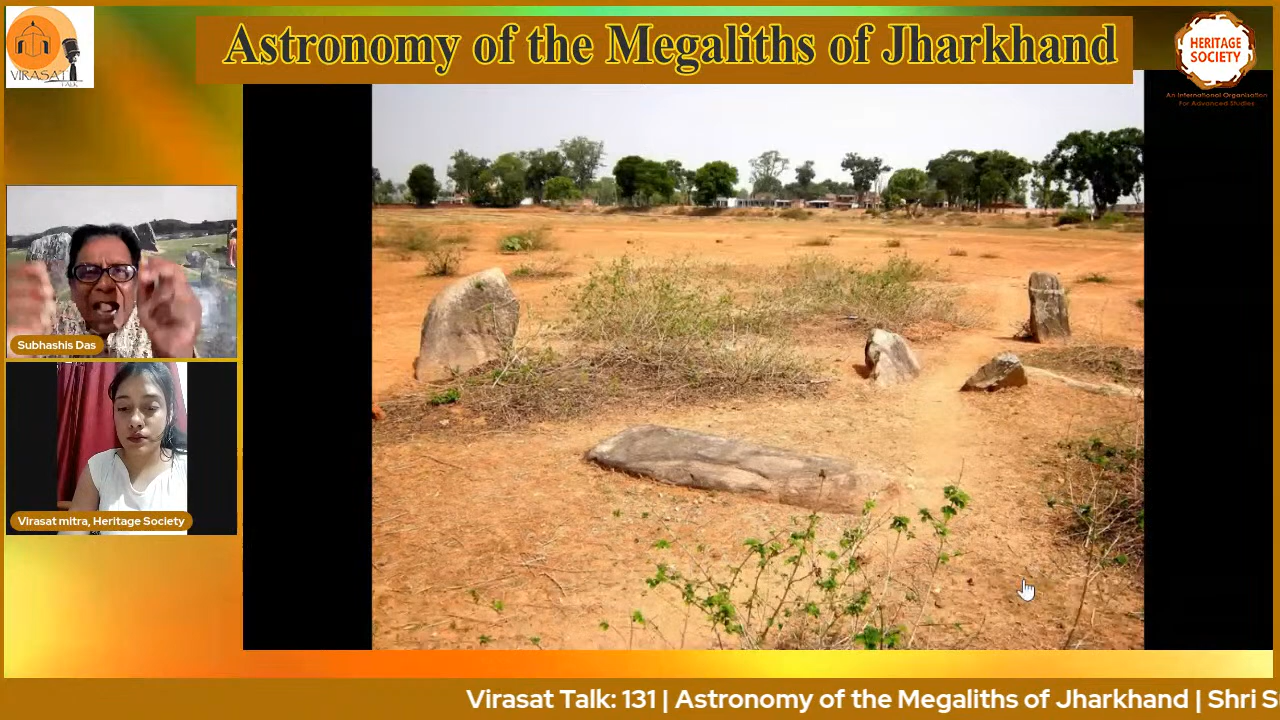 Astronomy of the Megaliths of Jharkhand
VIRASAT
TALK
HERITAGE
SOCIETY
An International Organisation
For Advanced Studies
Subhashis Das
Virasat mitra, Heritage Society
Virasat Talk: 131 | Astronomy of the Megaliths of Jharkhand | Shri S